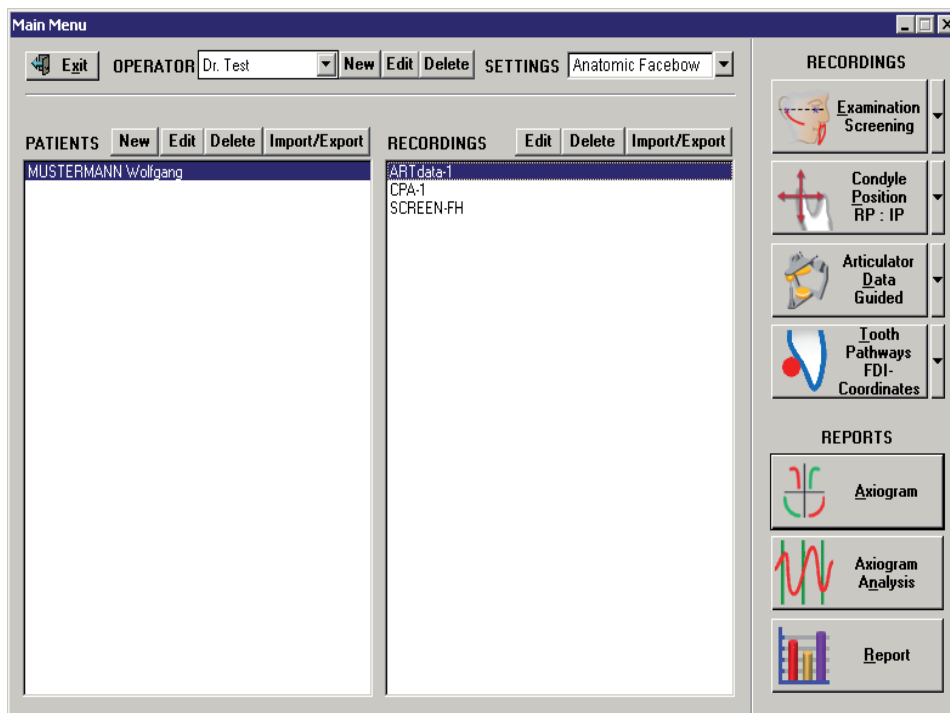 Main Menu
Exit OPERATOR Dr. Test New Edit Delete SETTINGS Anatomic Facebow
PATIENTS New Edit Delete Import/Export
MUSTERMANN Wolfgang
RECORDINGS Edit Delete Import/Export
ARTdata-1
CPA-1
SCREEN-FH
RECORDINGS
Examination
Screening
Condyle
Position
RP : IP
Articulator
Data
Guided
Tooth
Pathways
FDI-
Coordinates
REPORTS
Axiogram
Axiogram
Analysis
Report